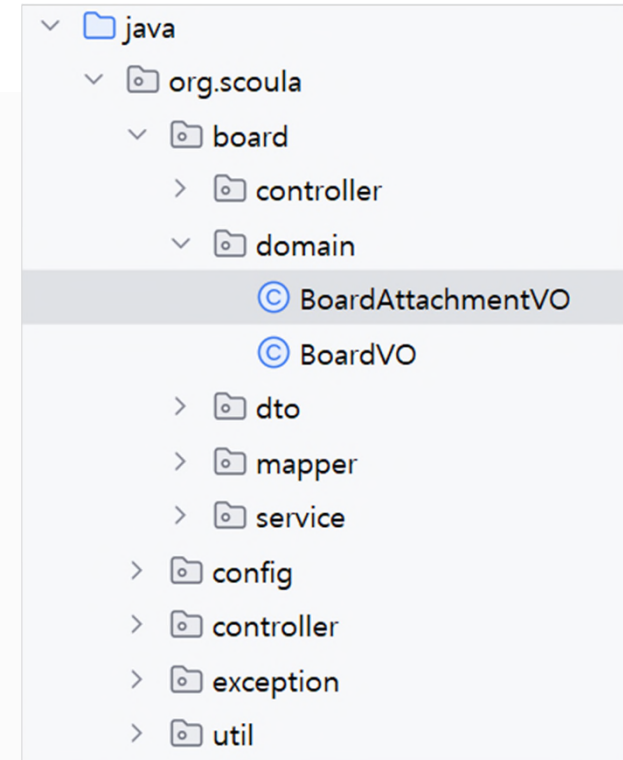 java
org.scoula
board
controller
domain
BoardAttachmentVO
BoardVO
dto
mapper
service
config
controller
exception
util